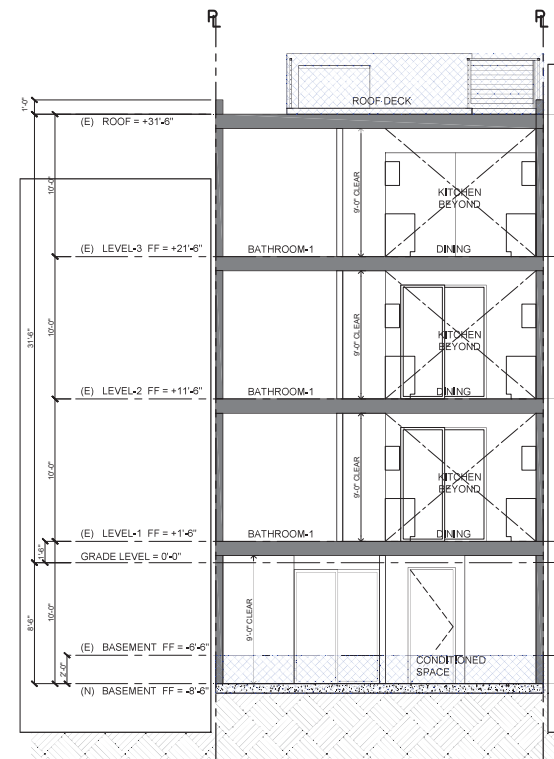 PL
PL
1'-0"
ROOF DECK
(E) ROOF = +31'-6"
10'-0"
9'-0" CLEAR
KITCHEN
BEYOND
(E) LEVEL-3 FF = +21'-6"
BATHROOM-1
DINING
31'-6"
10'-0"
9'-0" CLEAR
KITCHEN
BEYOND
(E) LEVEL-2 FF = +11'-6"
BATHROOM-1
DINING
10'-0"
9'-0" CLEAR
KITCHEN
BEYOND
(E) LEVEL-1 FF = +1'-6"
BATHROOM-1
DINING
1'-6"
GRADE LEVEL = 0'-0"
8'-6"
10'-0"
9'-0" CLEAR
(E) BASEMENT FF = -6'-6"
2'-0"
CONDITIONED
SPACE
(N) BASEMENT FF = -8'-6"